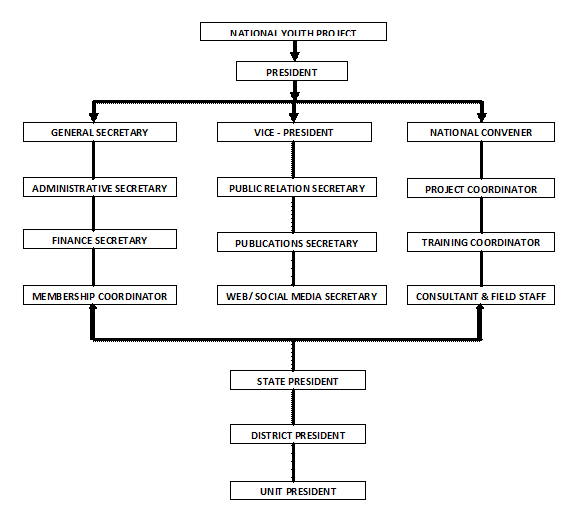 NATIONAL YOUTH PROJECT
PRESIDENT
GENERAL SECRETARY
VICE - PRESIDENT
NATIONAL CONVENER
ADMINISTRATIVE SECRETARY
PUBLIC RELATION SECRETARY
PROJECT COORDINATOR
FINANCE SECRETARY
PUBLICATIONS SECRETARY
TRAINING COORDINATOR
MEMBERSHIP COORDINATOR
WEB/ SOCIAL MEDIA SECRETARY
CONSULTANT & FIELD STAFF
STATE PRESIDENT
DISTRICT PRESIDENT
UNIT PRESIDENT